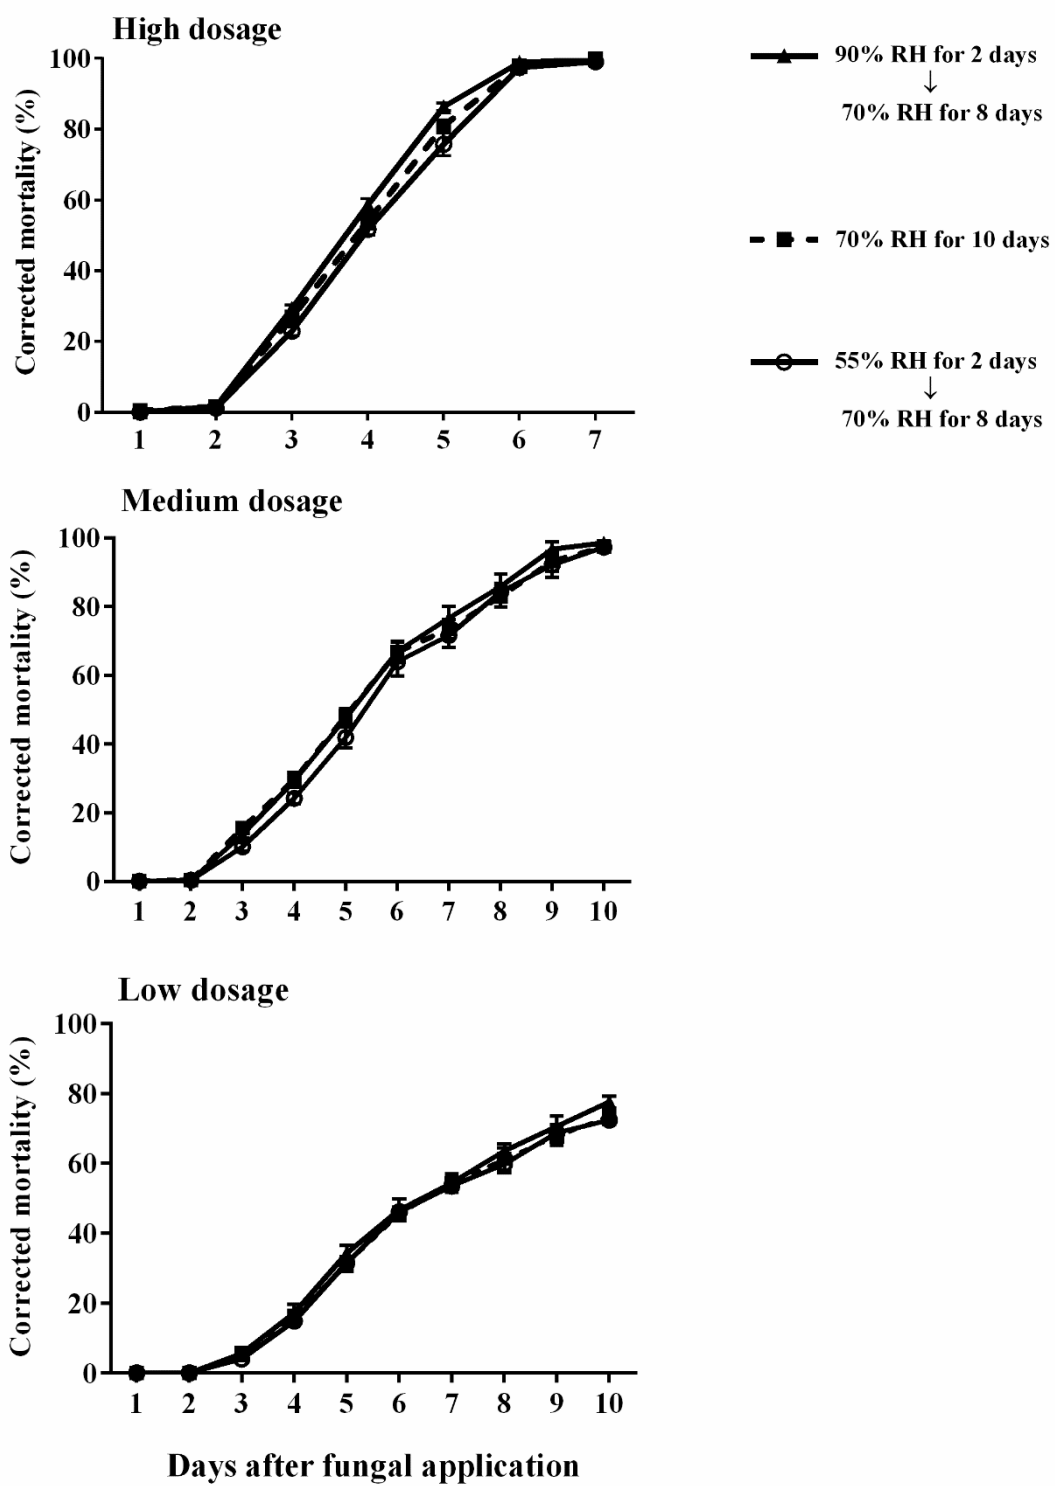 High dosage
Corrected mortality (%)
100
80
60
40
20
0
1 2 3 4 5 6 7
90% RH for 2 days
↓
70% RH for 8 days
70% RH for 10 days
55% RH for 2 days
↓
70% RH for 8 days
Medium dosage
Corrected mortality (%)
100
80
60
40
20
0
1 2 3 4 5 6 7 8 9 10
Low dosage
Corrected mortality (%)
100
80
60
40
20
0
1 2 3 4 5 6 7 8 9 10
Days after fungal application